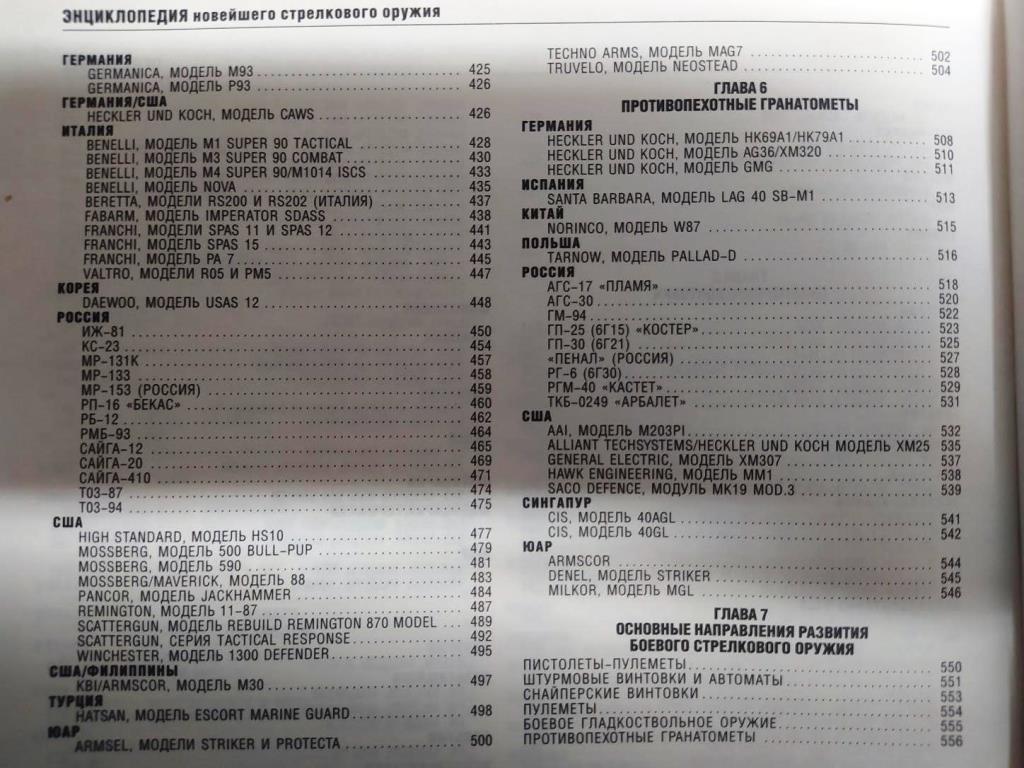 ЭНЦИКЛОПЕДИЯ новейшего стрелкового оружия
ГЕРМАНИЯ
GERMANICA, МОДЕЛЬ M93 425
GERMANICA, МОДЕЛЬ P93 426
ГЕРМАНИЯ/США
HECKLER UND KOCH, МОДЕЛЬ CAWS 426
ИТАЛИЯ
BENELLI, МОДЕЛЬ M1 SUPER 90 TACTICAL 428
BENELLI, МОДЕЛЬ M3 SUPER 90 COMBAT 430
BENELLI, МОДЕЛЬ M4 SUPER 90/M1014 ISCS 433
BENELLI, МОДЕЛЬ NOVA 435
BERETTA, МОДЕЛИ RS200 И RS202 (ИТАЛИЯ) 437
FABARM, МОДЕЛЬ IMPERATOR SDASS 438
FRANCHI, МОДЕЛИ SPAS 11 И SPAS 12 441
FRANCHI, МОДЕЛЬ SPAS 15 443
FRANCHI, МОДЕЛЬ PA 7 445
VALTRO, МОДЕЛИ R05 И PM5 447
КОРЕЯ
DAEWOO, МОДЕЛЬ USAS 12 448
РОССИЯ
ИЖ-81 450
КС-23 454
МР-131К 457
МР-133 458
МР-153 (РОССИЯ) 459
РП-16 «БЕКАС» 460
РБ-12 462
РМБ-93 464
САЙГА-12 465
САЙГА-20 469
САЙГА-410 471
ТОЗ-87 474
ТОЗ-94 475
США
HIGH STANDARD, МОДЕЛЬ HS10 477
MOSSBERG, МОДЕЛЬ 500 BULL-PUP 479
MOSSBERG, МОДЕЛЬ 590 481
MOSSBERG/MAVERICK, МОДЕЛЬ 88 483
PANCOR, МОДЕЛЬ JACKHAMMER 484
REMINGTON, МОДЕЛЬ 11-87 487
SCATTERGUN, МОДЕЛЬ REBUILD REMINGTON 870 MODEL 489
SCATTERGUN, СЕРИЯ TACTICAL RESPONSE 492
WINCHESTER, МОДЕЛЬ 1300 DEFENDER 495
США/ФИЛИППИНЫ
KBI/ARMSCOR, МОДЕЛЬ M30 497
ТУРЦИЯ
HATSAN, МОДЕЛЬ ESCORT MARINE GUARD 498
ЮАР
ARMSEL, МОДЕЛИ STRIKER И PROTECTA 500
TECHNO ARMS, МОДЕЛЬ MAG7 502
TRUVELO, МОДЕЛЬ NEOSTEAD 504
ГЛАВА 6
ПРОТИВОПЕХОТНЫЕ ГРАНАТОМЕТЫ
ГЕРМАНИЯ
HECKLER UND KOCH, МОДЕЛЬ HK69A1/HK79A1 508
HECKLER UND KOCH, МОДЕЛЬ AG36/XM320 510
HECKLER UND KOCH, МОДЕЛЬ GMG 511
ИСПАНИЯ
SANTA BARBARA, МОДЕЛЬ LAG 40 SB-M1 513
КИТАЙ
NORINCO, МОДЕЛЬ W87 515
ПОЛЬША
TARNOW, МОДЕЛЬ PALLAD-D 516
РОССИЯ
АГС-17 «ПЛАМЯ» 518
АГС-30 520
ГМ-94 522
ГП-25 (6Г15) «КОСТЕР» 523
ГП-30 (6Г21) 525
«ПЕНАЛ» (РОССИЯ) 527
РГ-6 (6Г30) 528
РГМ-40 «КАСТЕТ» 529
ТКБ-0249 «АРБАЛЕТ» 531
США
AAI, МОДЕЛЬ M203PI 532
ALLIANT TECHSYSTEMS/HECKLER UND KOCH МОДЕЛЬ XM25 535
GENERAL ELECTRIC, МОДЕЛЬ XM307 537
HAWK ENGINEERING, МОДЕЛЬ MM1 538
SACO DEFENCE, МОДУЛЬ MK19 MOD.3 539
СИНГАПУР
CIS, МОДЕЛЬ 40AGL 541
CIS, МОДЕЛЬ 40GL 542
ЮАР
ARMSCOR 544
DENEL, МОДЕЛЬ STRIKER 545
MILKOR, МОДЕЛЬ MGL 546
ГЛАВА 7
ОСНОВНЫЕ НАПРАВЛЕНИЯ РАЗВИТИЯ
БОЕВОГО СТРЕЛКОВОГО ОРУЖИЯ
ПИСТОЛЕТЫ-ПУЛЕМЕТЫ 550
ШТУРМОВЫЕ ВИНТОВКИ И АВТОМАТЫ 551
СНАЙПЕРСКИЕ ВИНТОВКИ 553
ПУЛЕМЕТЫ 554
БОЕВОЕ ГЛАДКОСТВОЛЬНОЕ ОРУЖИЕ 555
ПРОТИВОПЕХОТНЫЕ ГРАНАТОМЕТЫ 556